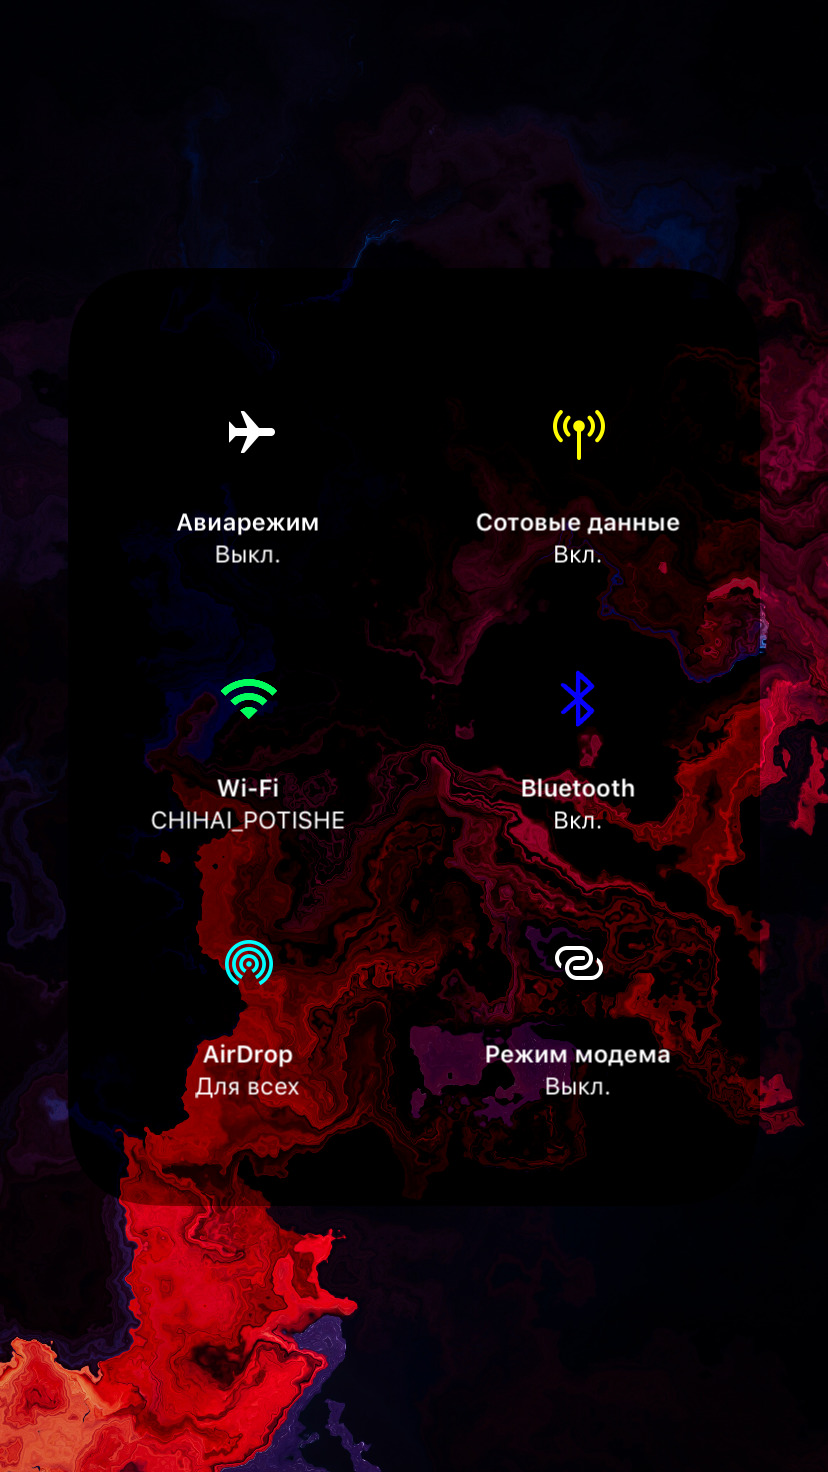 Авиарежим
Выкл.
Сотовые данные
Вкл.
Wi-Fi
CHIHAI_POTISHE
Bluetooth
Вкл.
AirDrop
Для всех
Режим модема
Выкл.